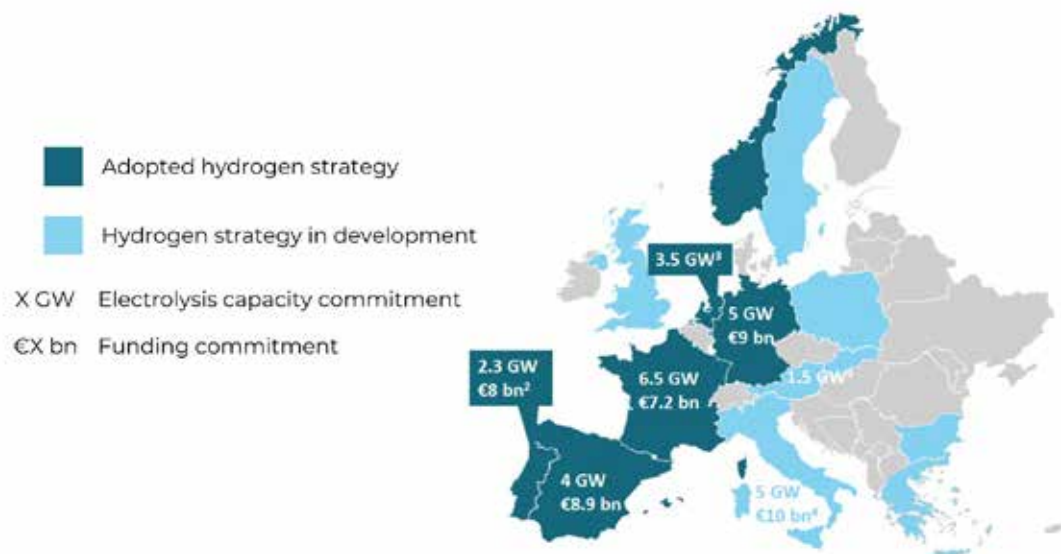 Adopted hydrogen strategy
Hydrogen strategy in development
X GW Electrolysis capacity commitment
€X bn Funding commitment
3.5 GW³
5 GW
€9 bn
2.3 GW
€8 bn²
6.5 GW
€7.2 bn
1.5 GW
4 GW
€8.9 bn
5 GW
€10 bn⁴